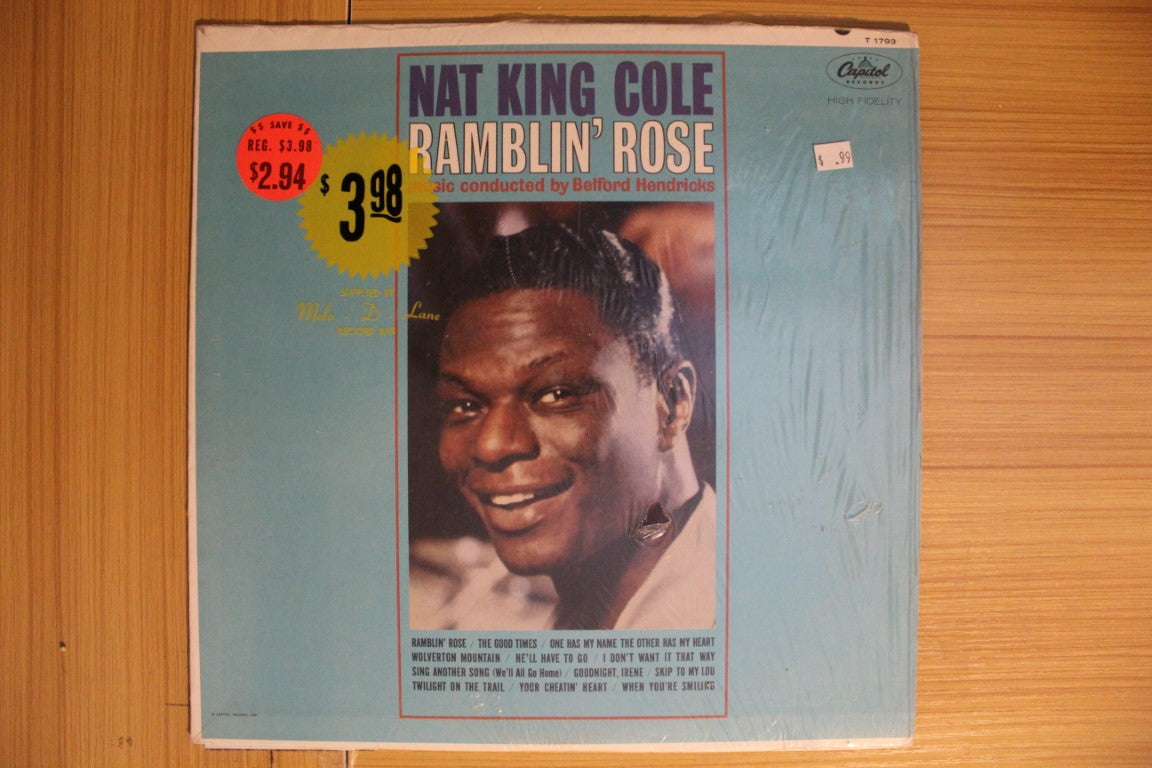 T 1793
Capitol
RECORDS
HIGH FIDELITY
NAT KING COLE
RAMBLIN' ROSE
music conducted by Belford Hendricks
$$ SAVE $$
REG. $3.98
$2.94
$ 3.98
$ .99
SUPPLIED BY
Melo - D - Lane
RECORD BAR
RAMBLIN' ROSE / THE GOOD TIMES / ONE HAS MY NAME THE OTHER HAS MY HEART
WOLVERTON MOUNTAIN / HE'LL HAVE TO GO / I DON'T WANT IT THAT WAY
SING ANOTHER SONG (We'll All Go Home) / GOODNIGHT, IRENE / SKIP TO MY LOU
TWILIGHT ON THE TRAIL / YOUR CHEATIN' HEART / WHEN YOU'RE SMILING